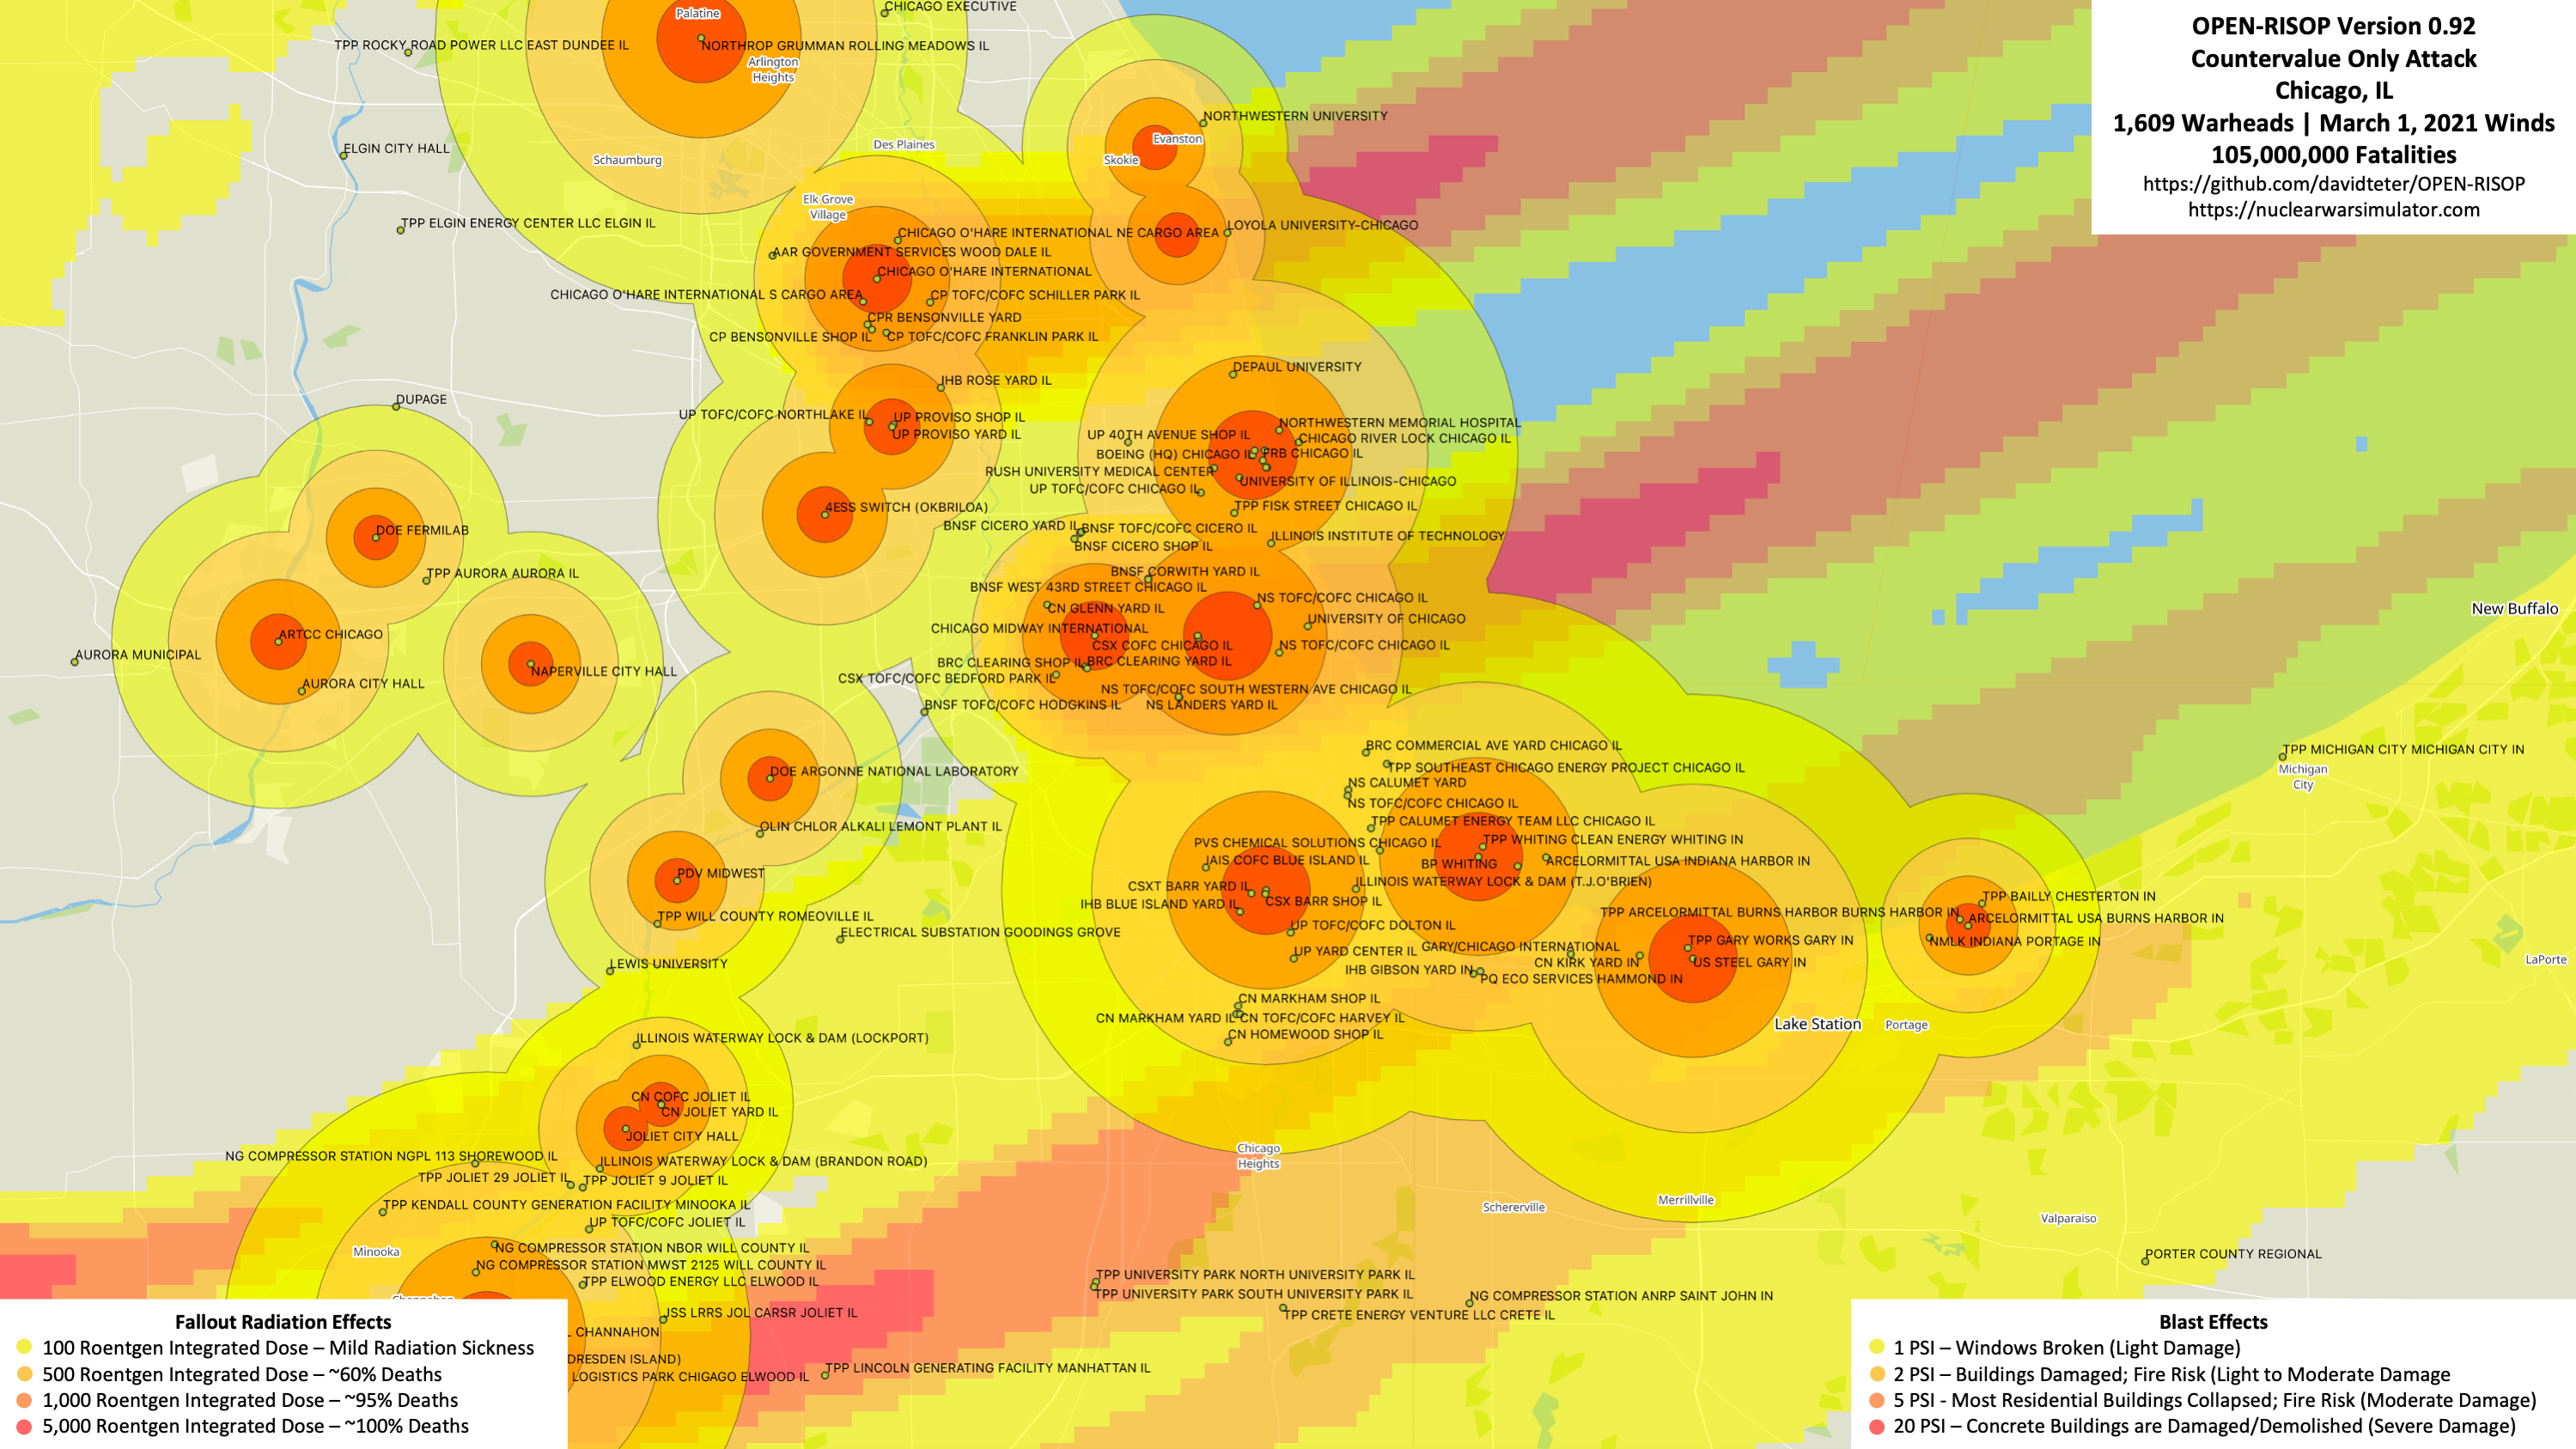 OPEN-RISOP Version 0.92
Countervalue Only Attack
Chicago, IL
1,609 Warheads | March 1, 2021 Winds
105,000,000 Fatalities
https://github.com/davidteter/OPEN-RISOP
https://nuclearwarsimulator.com
CHICAGO EXECUTIVE
Palatine
TPP ROCKY ROAD POWER LLC EAST DUNDEE IL
NORTHROP GRUMMAN ROLLING MEADOWS IL
Arlington
Heights
NORTHWESTERN UNIVERSITY
Evanston
Des Plaines
ELGIN CITY HALL
Schaumburg
Skokie
Elk Grove
Village
TPP ELGIN ENERGY CENTER LLC ELGIN IL
LOYOLA UNIVERSITY-CHICAGO
CHICAGO O'HARE INTERNATIONAL NE CARGO AREA
AAR GOVERNMENT SERVICES WOOD DALE IL
CHICAGO O'HARE INTERNATIONAL
CHICAGO O'HARE INTERNATIONAL S CARGO AREA
CP TOFC/COFC SCHILLER PARK IL
CPR BENSONVILLE YARD
CP BENSONVILLE SHOP IL
CP TOFC/COFC FRANKLIN PARK IL
DEPAUL UNIVERSITY
IHB ROSE YARD IL
DUPAGE
UP TOFC/COFC NORTHLAKE IL
UP PROVISO SHOP IL
UP PROVISO YARD IL
NORTHWESTERN MEMORIAL HOSPITAL
UP 40TH AVENUE SHOP IL
CHICAGO RIVER LOCK CHICAGO IL
BOEING (HQ) CHICAGO IL
FRB CHICAGO IL
RUSH UNIVERSITY MEDICAL CENTER
UNIVERSITY OF ILLINOIS-CHICAGO
UP TOFC/COFC CHICAGO IL
4ESS SWITCH (OKBRILOA)
TPP FISK STREET CHICAGO IL
BNSF CICERO YARD IL
BNSF TOFC/COFC CICERO IL
DOE FERMILAB
ILLINOIS INSTITUTE OF TECHNOLOGY
BNSF CICERO SHOP IL
TPP AURORA AURORA IL
BNSF CORWITH YARD IL
BNSF WEST 43RD STREET CHICAGO IL
NS TOFC/COFC CHICAGO IL
CN GLENN YARD IL
New Buffalo
UNIVERSITY OF CHICAGO
CHICAGO MIDWAY INTERNATIONAL
ARTCC CHICAGO
CSX COFC CHICAGO IL
NS TOFC/COFC CHICAGO IL
AURORA MUNICIPAL
BRC CLEARING SHOP IL
BRC CLEARING YARD IL
NAPERVILLE CITY HALL
CSX TOFC/COFC BEDFORD PARK IL
AURORA CITY HALL
NS TOFC/COFC SOUTH WESTERN AVE CHICAGO IL
BNSF TOFC/COFC HODGKINS IL
NS LANDERS YARD IL
BRC COMMERCIAL AVE YARD CHICAGO IL
TPP MICHIGAN CITY MICHIGAN CITY IN
Michigan
City
TPP SOUTHEAST CHICAGO ENERGY PROJECT CHICAGO IL
DOE ARGONNE NATIONAL LABORATORY
NS CALUMET YARD
NS TOFC/COFC CHICAGO IL
TPP CALUMET ENERGY TEAM LLC CHICAGO IL
OLIN CHLOR ALKALI LEMONT PLANT IL
PVS CHEMICAL SOLUTIONS CHICAGO IL
TPP WHITING CLEAN ENERGY WHITING IN
IAIS COFC BLUE ISLAND IL
BP WHITING
ARCELORMITTAL USA INDIANA HARBOR IN
PDV MIDWEST
CSXT BARR YARD IL
ILLINOIS WATERWAY LOCK & DAM (T.J.O'BRIEN)
TPP BAILLY CHESTERTON IN
IHB BLUE ISLAND YARD IL
CSX BARR SHOP IL
TPP ARCELORMITTAL BURNS HARBOR BURNS HARBOR IN
ARCELORMITTAL USA BURNS HARBOR IN
TPP WILL COUNTY ROMEOVILLE IL
UP TOFC/COFC DOLTON IL
ELECTRICAL SUBSTATION GOODINGS GROVE
TPP GARY WORKS GARY IN
NMLK INDIANA PORTAGE IN
UP YARD CENTER IL
GARY/CHICAGO INTERNATIONAL
LaPorte
LEWIS UNIVERSITY
CN KIRK YARD IN
US STEEL GARY IN
IHB GIBSON YARD IN
PQ ECO SERVICES HAMMOND IN
CN MARKHAM SHOP IL
CN MARKHAM YARD IL
CN TOFC/COFC HARVEY IL
Lake Station
Portage
CN HOMEWOOD SHOP IL
ILLINOIS WATERWAY LOCK & DAM (LOCKPORT)
CN COFC JOLIET IL
CN JOLIET YARD IL
JOLIET CITY HALL
Chicago
Heights
NG COMPRESSOR STATION NGPL 113 SHOREWOOD IL
ILLINOIS WATERWAY LOCK & DAM (BRANDON ROAD)
TPP JOLIET 29 JOLIET IL
TPP JOLIET 9 JOLIET IL
TPP KENDALL COUNTY GENERATION FACILITY MINOOKA IL
Merrillville
Schererville
UP TOFC/COFC JOLIET IL
Valparaiso
Minooka
NG COMPRESSOR STATION NBOR WILL COUNTY IL
PORTER COUNTY REGIONAL
NG COMPRESSOR STATION MWST 2125 WILL COUNTY IL
TPP ELWOOD ENERGY LLC ELWOOD IL
TPP UNIVERSITY PARK NORTH UNIVERSITY PARK IL
TPP UNIVERSITY PARK SOUTH UNIVERSITY PARK IL
NG COMPRESSOR STATION ANRP SAINT JOHN IN
JSS LRRS JOL CARSR JOLIET IL
TPP CRETE ENERGY VENTURE LLC CRETE IL
CHANNAHON
DRESDEN ISLAND)
TPP LINCOLN GENERATING FACILITY MANHATTAN IL
LOGISTICS PARK CHIGAGO ELWOOD IL
Fallout Radiation Effects
100 Roentgen Integrated Dose – Mild Radiation Sickness
500 Roentgen Integrated Dose – ~60% Deaths
1,000 Roentgen Integrated Dose – ~95% Deaths
5,000 Roentgen Integrated Dose – ~100% Deaths
Blast Effects
1 PSI – Windows Broken (Light Damage)
2 PSI – Buildings Damaged; Fire Risk (Light to Moderate Damage
5 PSI - Most Residential Buildings Collapsed; Fire Risk (Moderate Damage)
20 PSI – Concrete Buildings are Damaged/Demolished (Severe Damage)